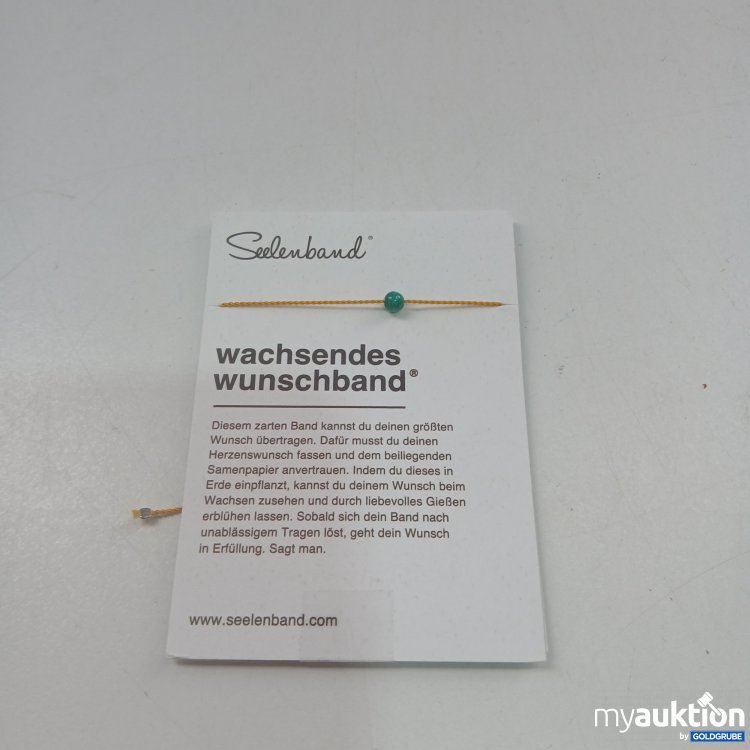 Seelenband®
wachsendes
wunschband®
Diesem zarten Band kannst du deinen größten
Wunsch übertragen. Dafür musst du deinen
Herzenswunsch fassen und dem beiliegenden
Samenpapier anvertrauen. Indem du dieses in
Erde einpflanzt, kannst du deinem Wunsch beim
Wachsen zusehen und durch liebevolles Gießen
erblühen lassen. Sobald sich dein Band nach
unablässigem Tragen löst, geht dein Wunsch
in Erfüllung. Sagt man.
www.seelenband.com
myauktion
by GOLDGRUBE